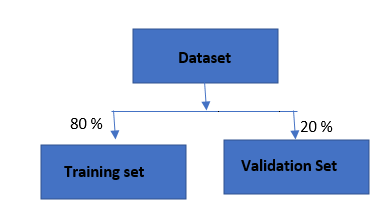 Dataset
80 %
20 %
Training set
Validation Set